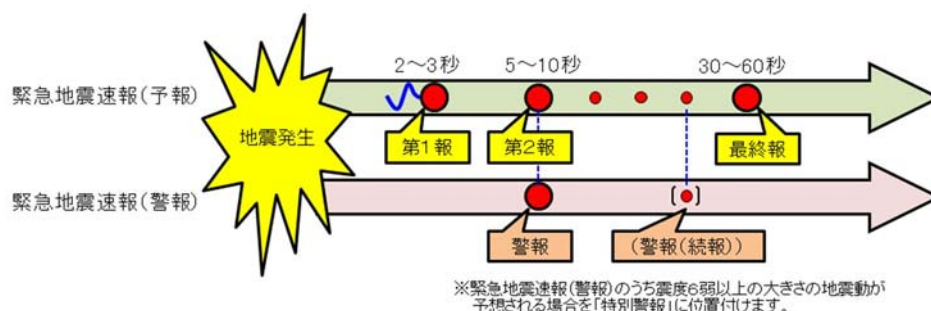 2～3秒
5～10秒
30～60秒
緊急地震速報(予報)
地震発生
第1報
第2報
最終報
緊急地震速報(警報)
警報
(警報(続報))
※緊急地震速報(警報)のうち震度6弱以上の大きさの地震動が
予想される場合を「特別警報」に位置付けます。